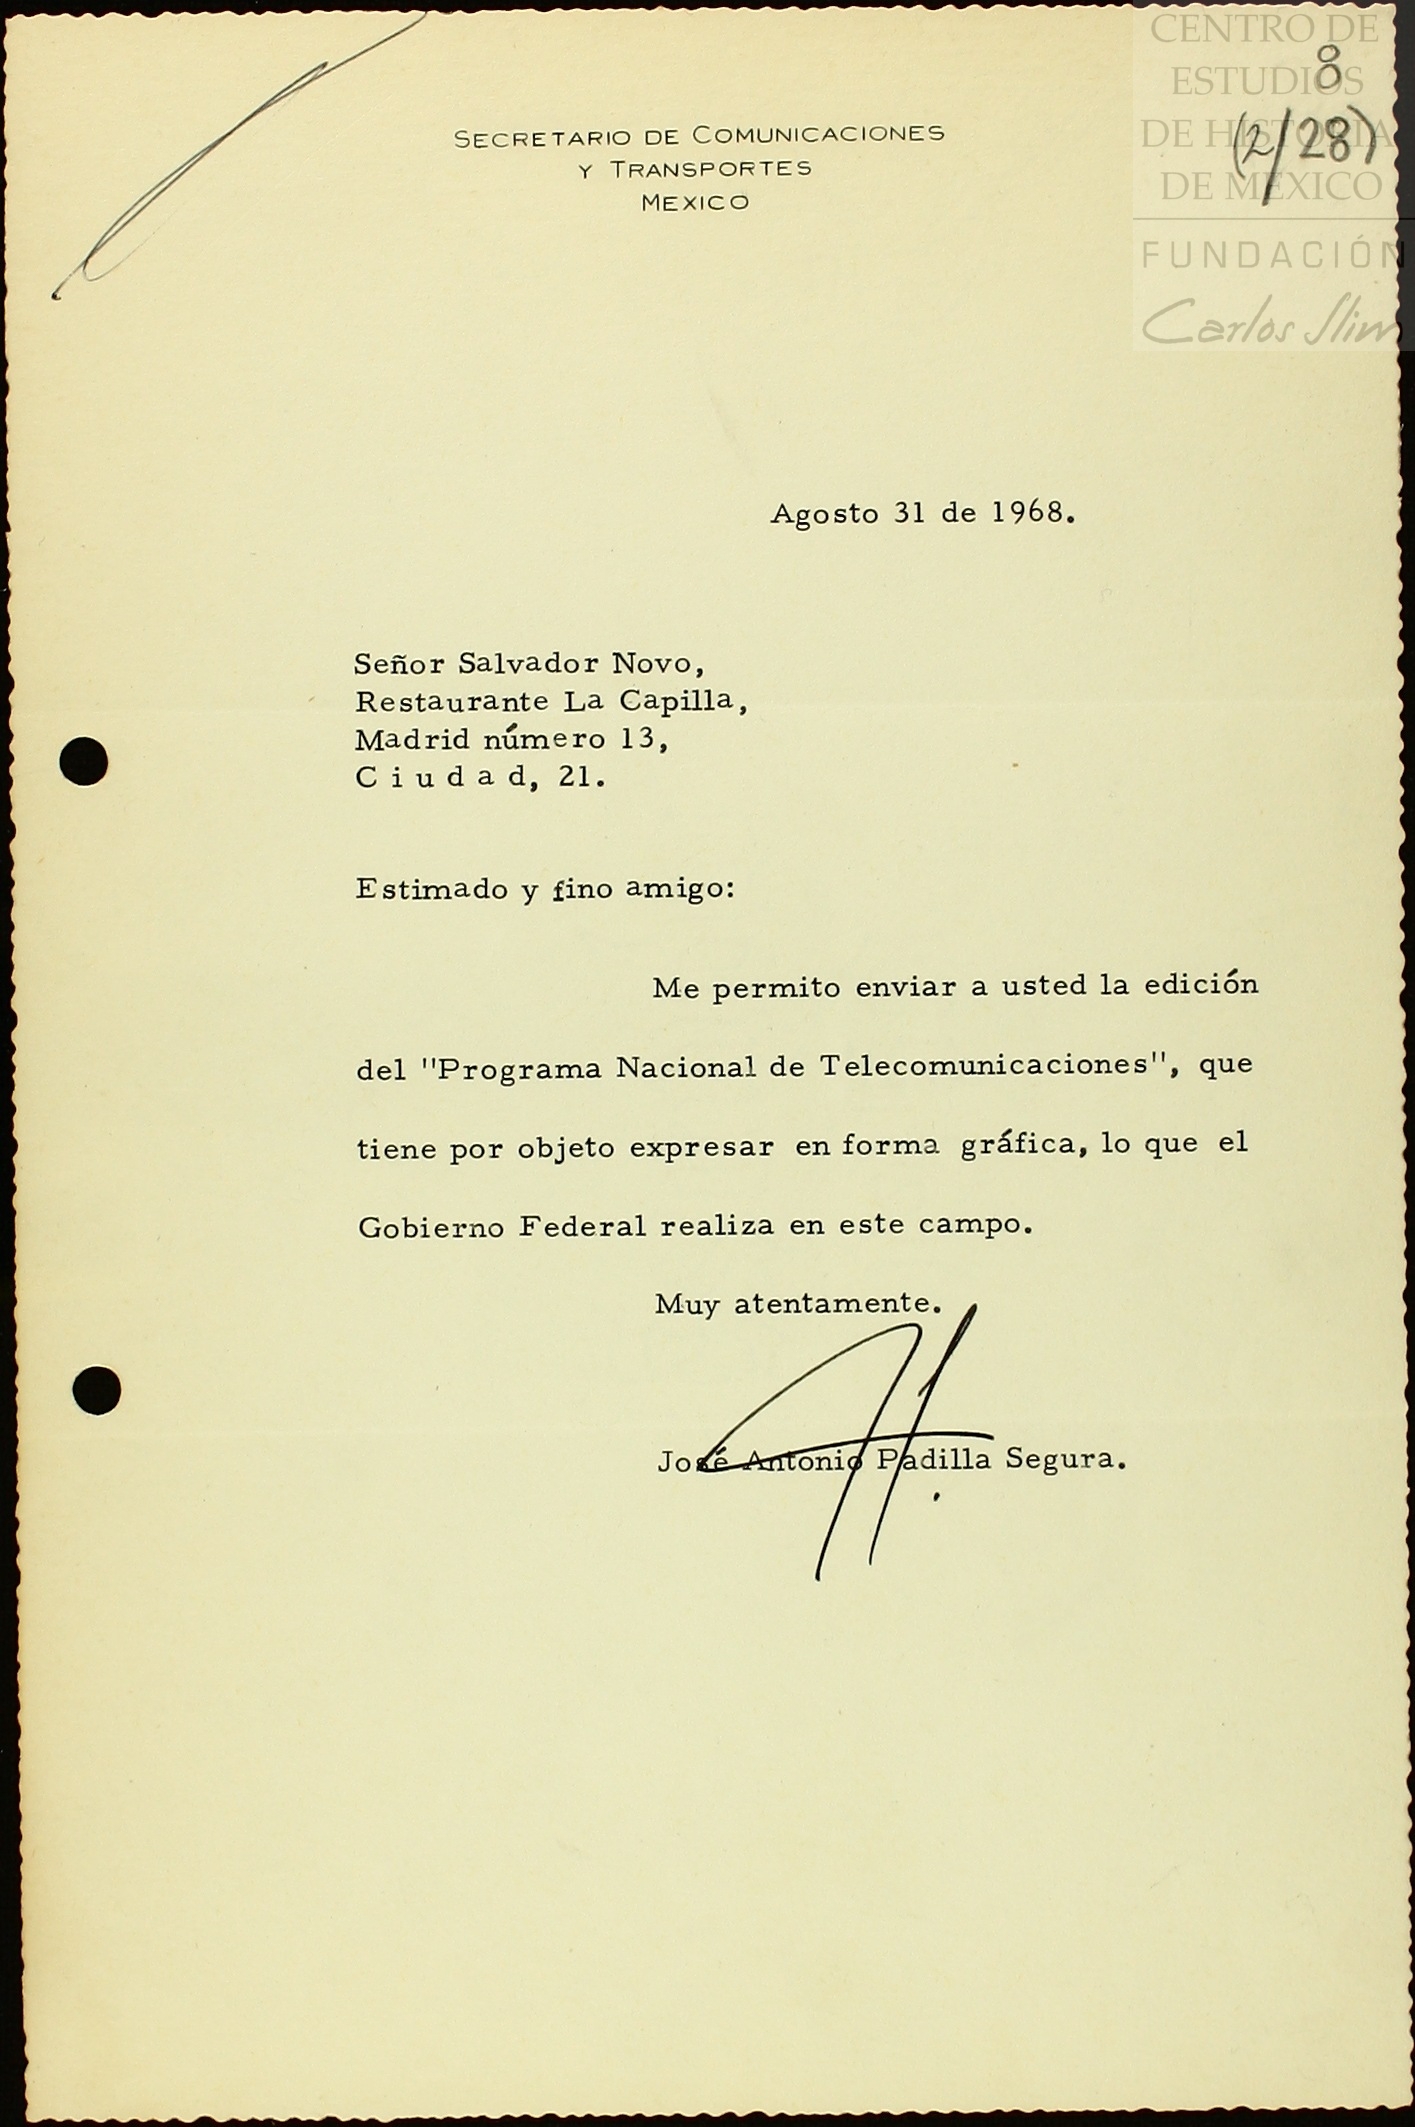 CENTRO DE
ESTUDIOS
DE HISTORIA
DE MEXICO
FUNDACIÓN
Carlos Slim
8
(2/28)
SECRETARIO DE COMUNICACIONES
Y TRANSPORTES
MEXICO
Agosto 31 de 1968.
Señor Salvador Novo,
Restaurante La Capilla,
Madrid número 13,
C i u d a d, 21.
Estimado y fino amigo:
Me permito enviar a usted la edición
del "Programa Nacional de Telecomunicaciones", que
tiene por objeto expresar en forma gráfica, lo que el
Gobierno Federal realiza en este campo.
Muy atentamente.
José Antonio Padilla Segura.